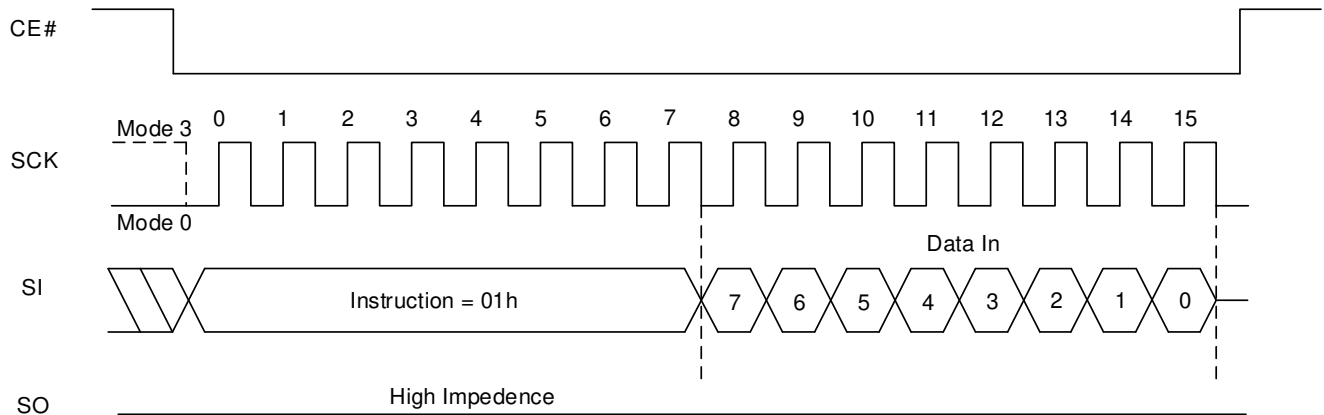 CE#
Mode 3
0 1 2 3 4 5 6 7 8 9 10 11 12 13 14 15
SCK
Mode 0
Data In
SI
Instruction = 01h
7 6 5 4 3 2 1 0
High Impedence
SO